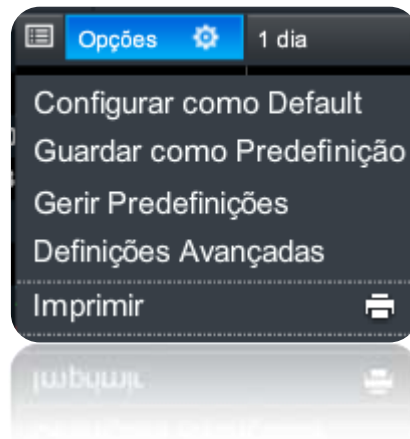 Opções 1 dia
Configurar como Default
Guardar como Predefinição
Gerir Predefinições
Definições Avançadas
Imprimir